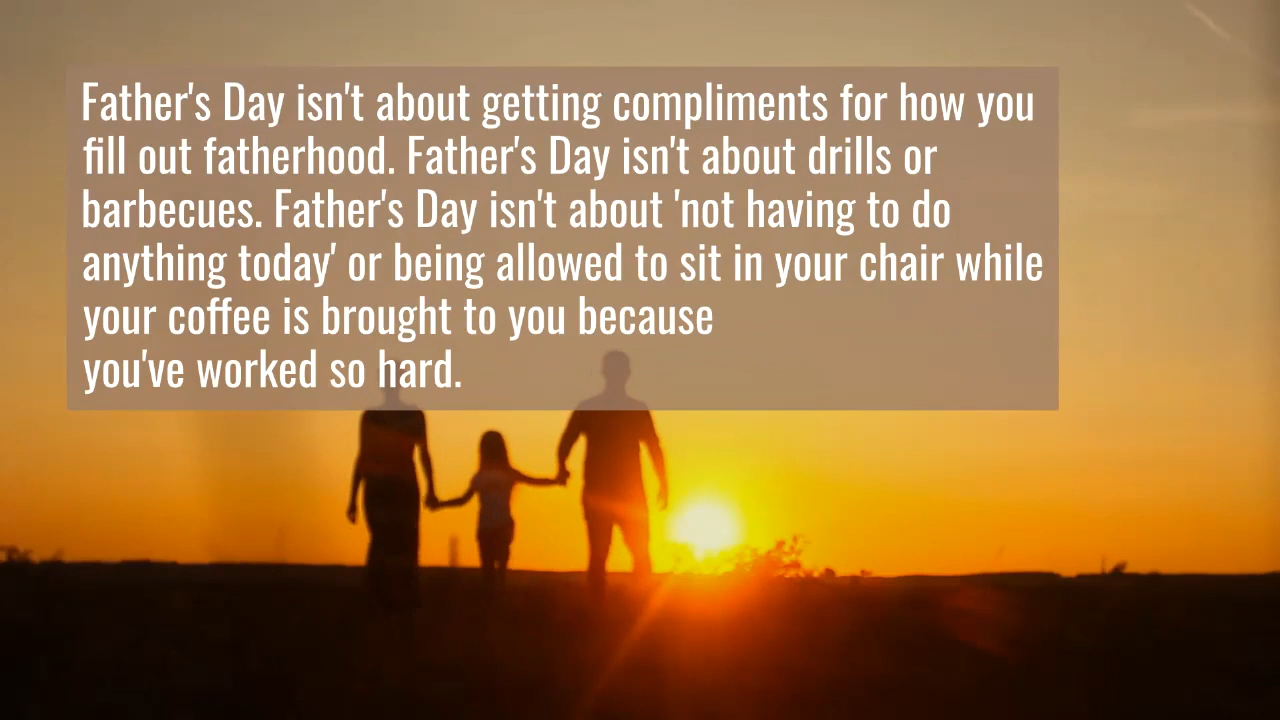 Father's Day isn't about getting compliments for how you
fill out fatherhood. Father's Day isn't about drills or
barbecues. Father's Day isn't about 'not having to do
anything today' or being allowed to sit in your chair while
your coffee is brought to you because
you've worked so hard.